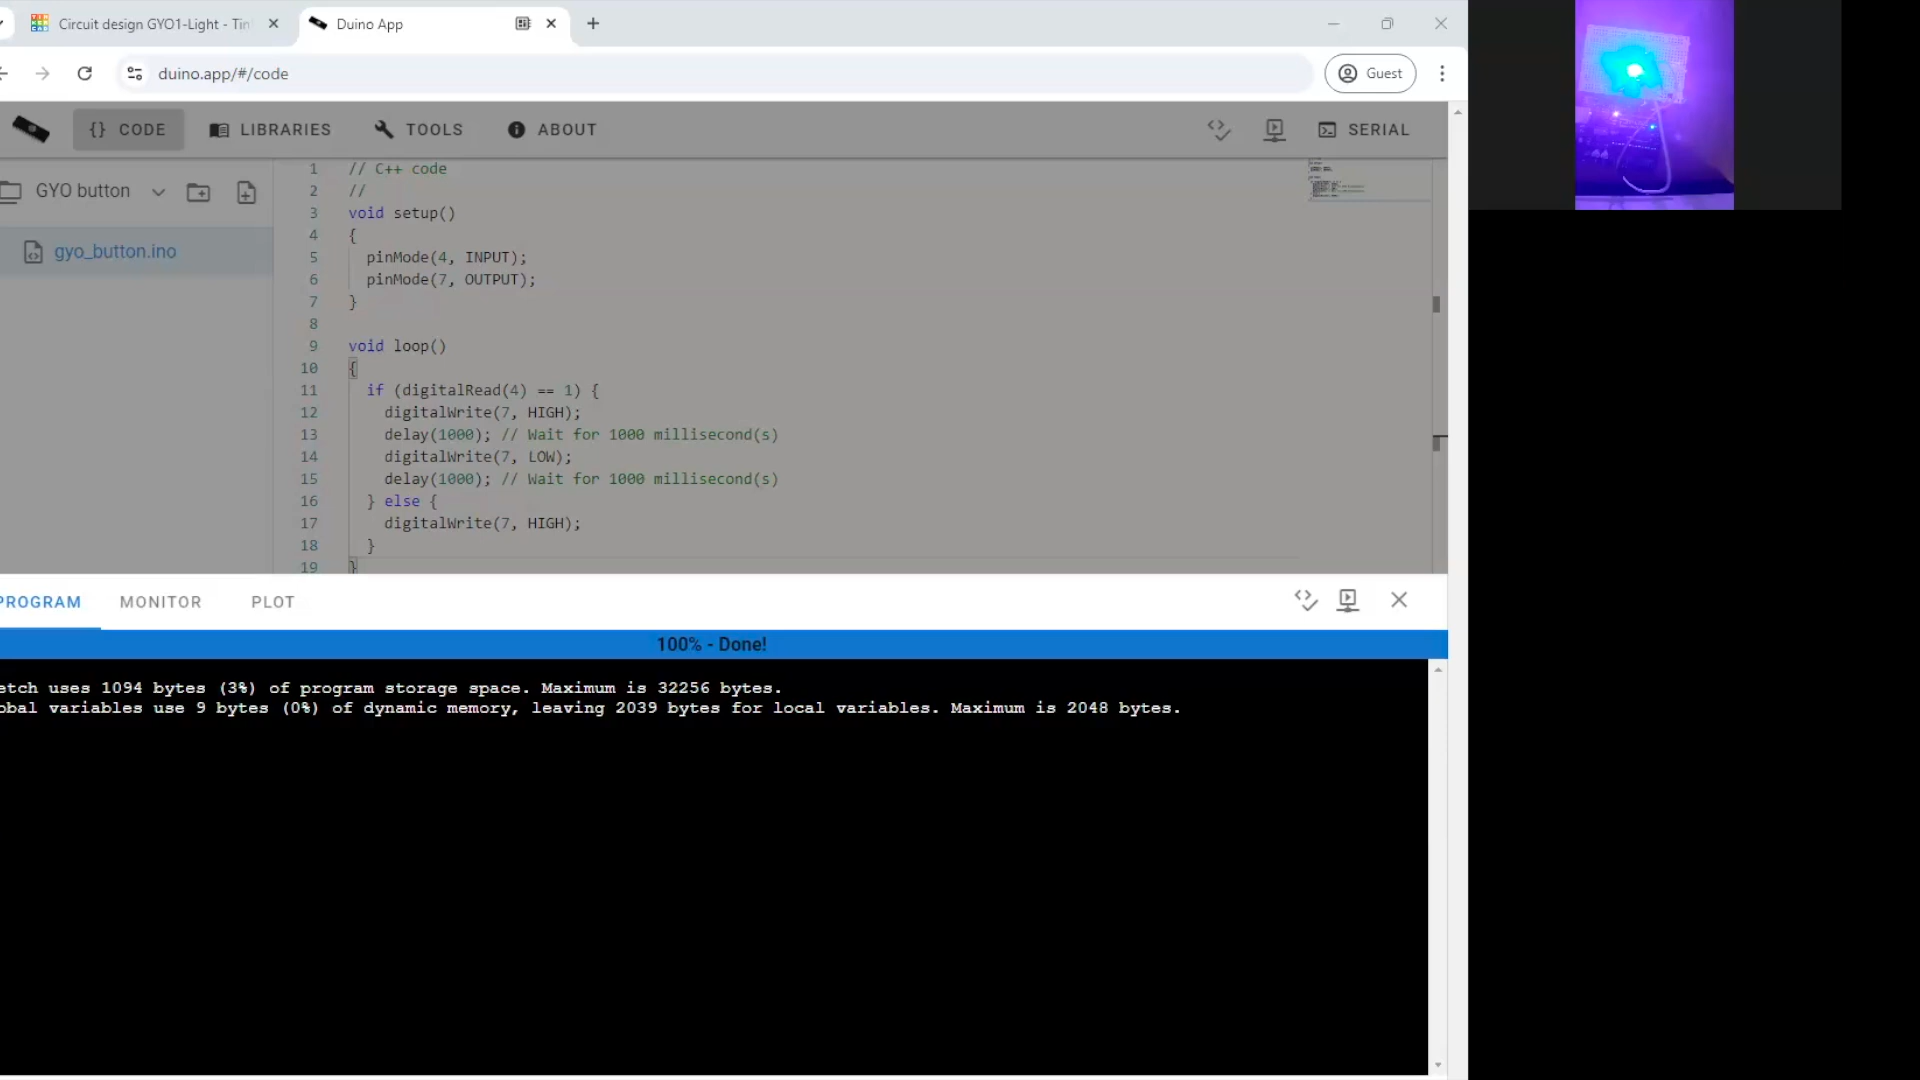 Circuit design GYO1-Light - Tin
Duino App
duino.app/#/code
Guest
{} CODE
LIBRARIES
TOOLS
ABOUT
SERIAL
GYO button
gyo_button.ino
1 // C++ code
2 //
3 void setup()
4 {
5 pinMode(4, INPUT);
6 pinMode(7, OUTPUT);
7 }
8
9 void loop()
10 {
11 if (digitalRead(4) == 1) {
12 digitalWrite(7, HIGH);
13 delay(1000); // Wait for 1000 millisecond(s)
14 digitalWrite(7, LOW);
15 delay(1000); // Wait for 1000 millisecond(s)
16 } else {
17 digitalWrite(7, HIGH);
18 }
19 }
PROGRAM
MONITOR
PLOT
100% - Done!
etch uses 1094 bytes (3%) of program storage space. Maximum is 32256 bytes.
obal variables use 9 bytes (0%) of dynamic memory, leaving 2039 bytes for local variables. Maximum is 2048 bytes.